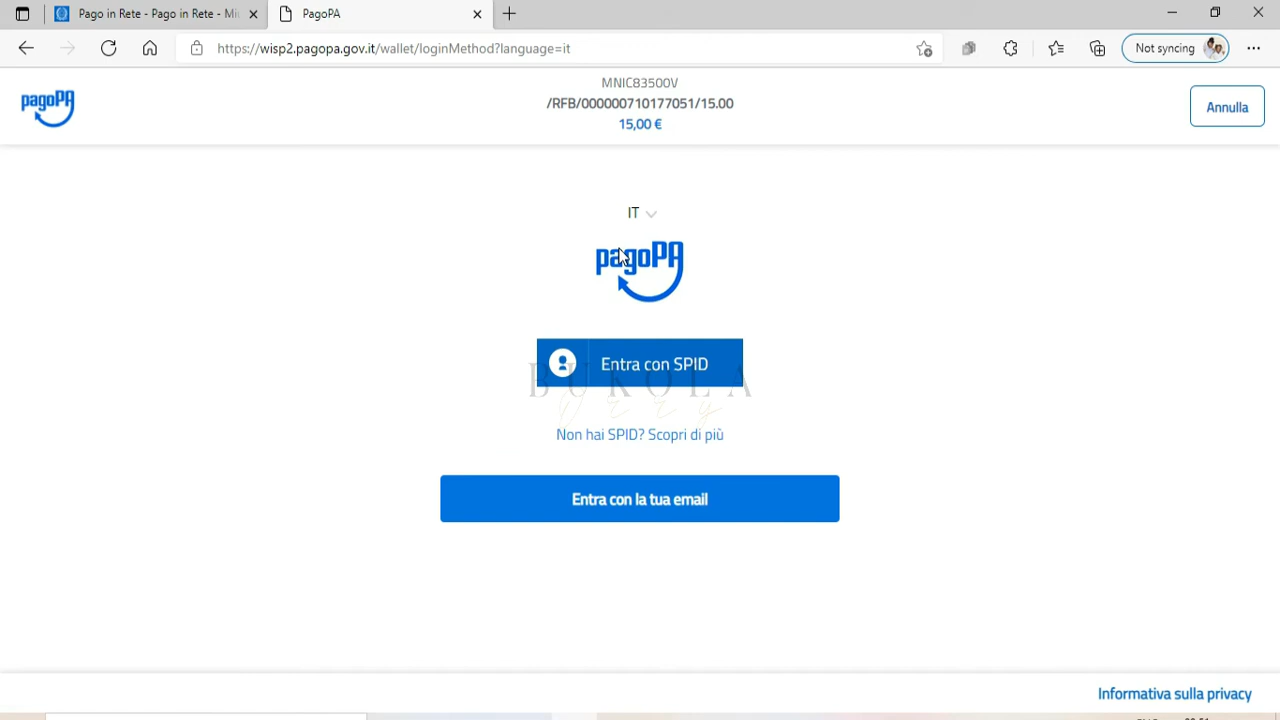 Pago in Rete - Pago in Rete - Mi
PagoPA
https://wisp2.pagopa.gov.it/wallet/loginMethod?language=it
Not syncing
pagoPA
MNIC83500V
/RFB/000000710177051/15.00
15,00 €
Annulla
IT
pagoPA
Entra con SPID
BUKOLA
Non hai SPID? Scopri di più
Entra con la tua email
Informativa sulla privacy